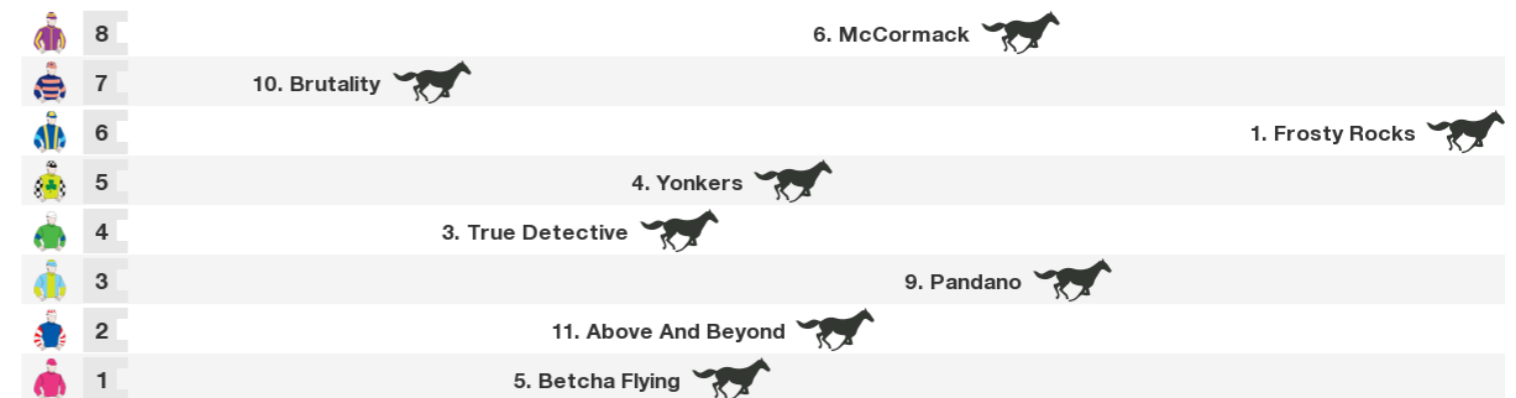 8 6. McCormack
7 10. Brutality
6 1. Frosty Rocks
5 4. Yonkers
4 3. True Detective
3 9. Pandano
2 11. Above And Beyond
1 5. Betcha Flying